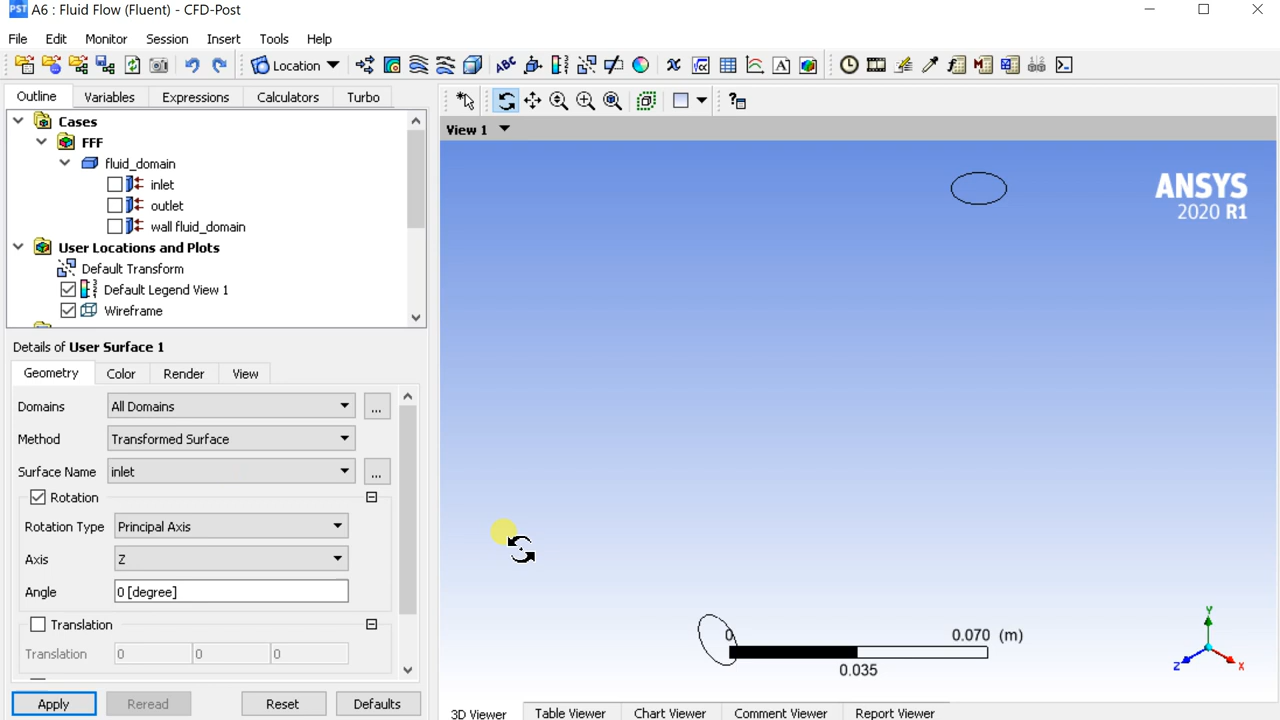 PST A6 : Fluid Flow (Fluent) - CFD-Post
File Edit Monitor Session Insert Tools Help
Location
Outline Variables Expressions Calculators Turbo
View 1
Cases
FFF
fluid_domain
inlet
outlet
wall fluid_domain
User Locations and Plots
Default Transform
Default Legend View 1
Wireframe
ANSYS
2020 R1
Details of User Surface 1
Geometry Color Render View
Domains All Domains ...
Method Transformed Surface
Surface Name inlet ...
Rotation
Rotation Type Principal Axis
Axis Z
Angle 0 [degree]
Translation
Translation 0 0 0
Apply Reread Reset Defaults
0 0.070 (m)
0.035
Y
Z X
3D Viewer Table Viewer Chart Viewer Comment Viewer Report Viewer